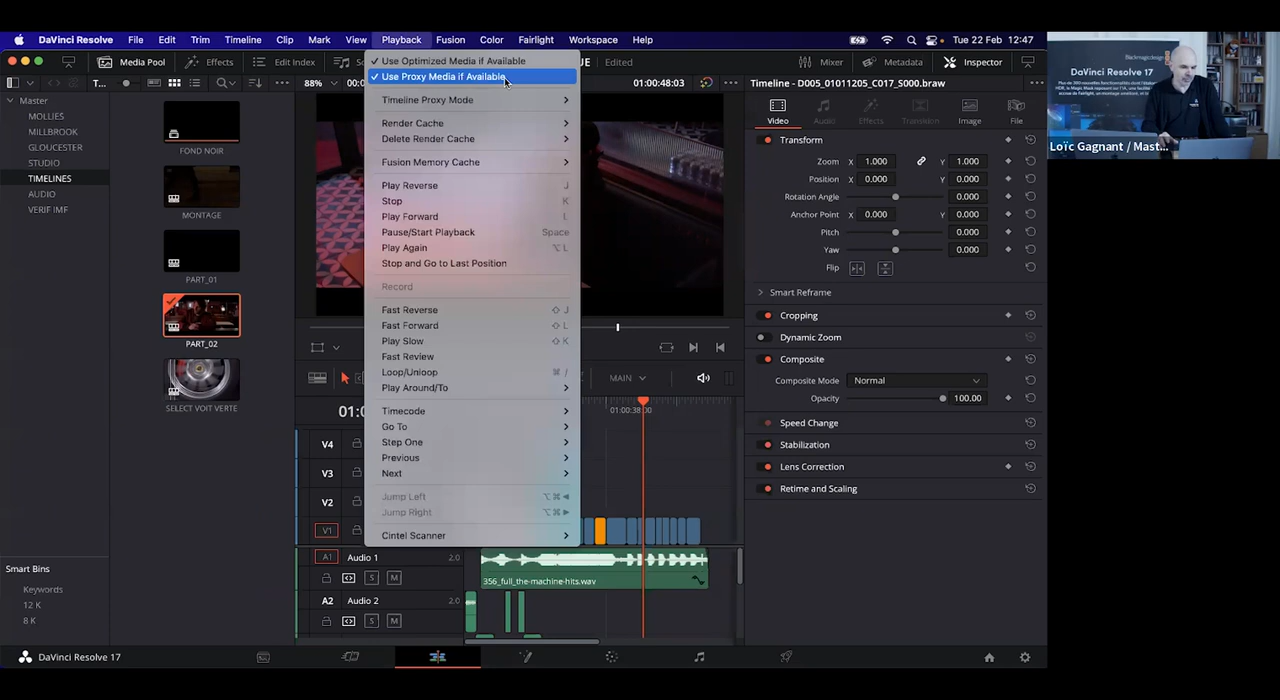 DaVinci Resolve File Edit Trim Timeline Clip Mark View Playback Fusion Color Fairlight Workspace Help Tue 22 Feb 12:47
Media Pool Effects Edit Index Edited Mixer Metadata Inspector
T... 88% 01:00:48:03 Timeline - D005_01011205_C017_S000.braw
Master
MOLLIES
MILLBROOK
GLOUCESTER
STUDIO
TIMELINES
AUDIO
VERIF IMF
Smart Bins
Keywords
12 K
8 K
FOND NOIR
MONTAGE
PART_01
PART_02
SELECT VOIT VERTE
✓ Use Optimized Media if Available
✓ Use Proxy Media if Available
Timeline Proxy Mode
Render Cache
Delete Render Cache
Fusion Memory Cache
Play Reverse J
Stop K
Play Forward L
Pause/Start Playback Space
Play Again ⌥ L
Stop and Go to Last Position
Record
Fast Reverse ⇧ J
Fast Forward ⇧ L
Play Slow ⇧ K
Fast Review
Loop/Unloop ⌘ /
Play Around/To
Timecode
Go To
Step One
Previous
Next
Jump Left ⌥⌘◀
Jump Right ⌥⌘▶
Cintel Scanner
MAIN
01:00:38:00
V4
V3
V2
V1
A1 Audio 1 2.0
S M
356_full_the-machine-hits.wav
A2 Audio 2 2.0
S M
Video Audio Effects Transition Image File
Transform
Zoom X 1.000 Y 1.000
Position X 0.000 Y 0.000
Rotation Angle 0.000
Anchor Point X 0.000 Y 0.000
Pitch 0.000
Yaw 0.000
Flip
Smart Reframe
Cropping
Dynamic Zoom
Composite
Composite Mode Normal
Opacity 100.00
Speed Change
Stabilization
Lens Correction
Retime and Scaling
DaVinci Resolve 17
DaVinci Resolve 17
Loïc Gagnant / Mast...